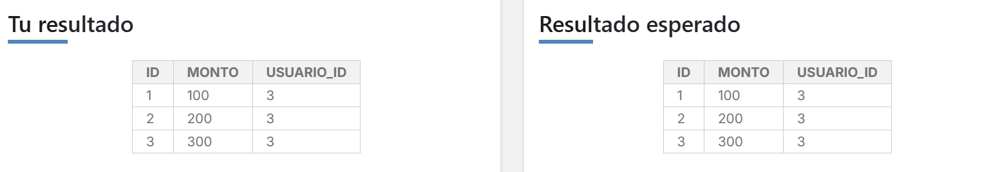 Tu resultado
ID MONTO USUARIO_ID
1 100 3
2 200 3
3 300 3
Resultado esperado
ID MONTO USUARIO_ID
1 100 3
2 200 3
3 300 3